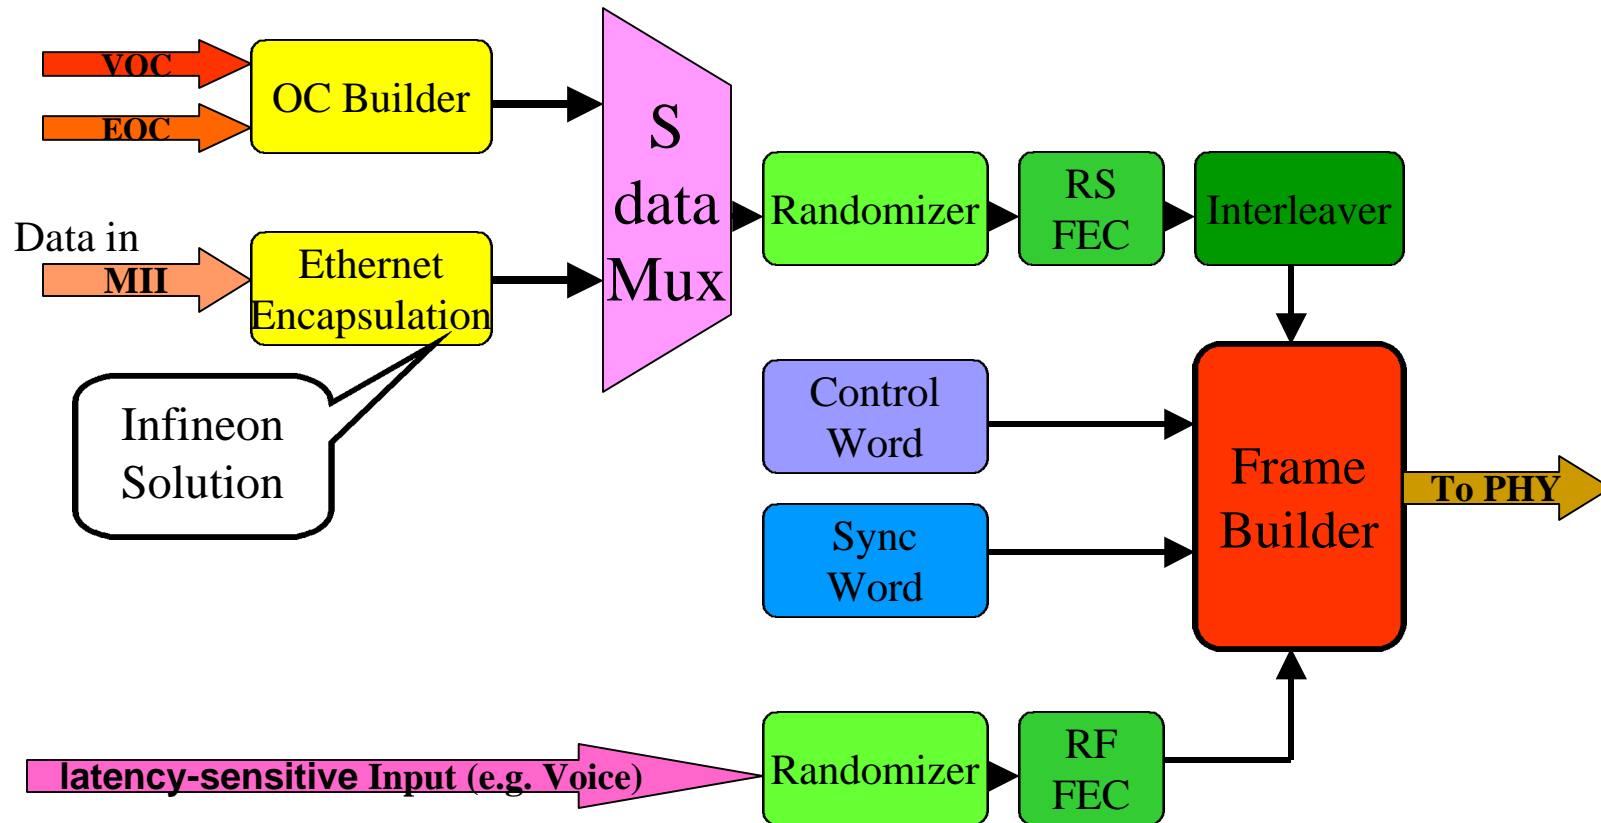 VOC
EOC
OC Builder
Data in
MII
Ethernet
Encapsulation
Infineon
Solution
S
data
Mux
Randomizer
RS
FEC
Interleaver
Control
Word
Sync
Word
Frame
Builder
To PHY
latency-sensitive Input (e.g. Voice)
Randomizer
RF
FEC